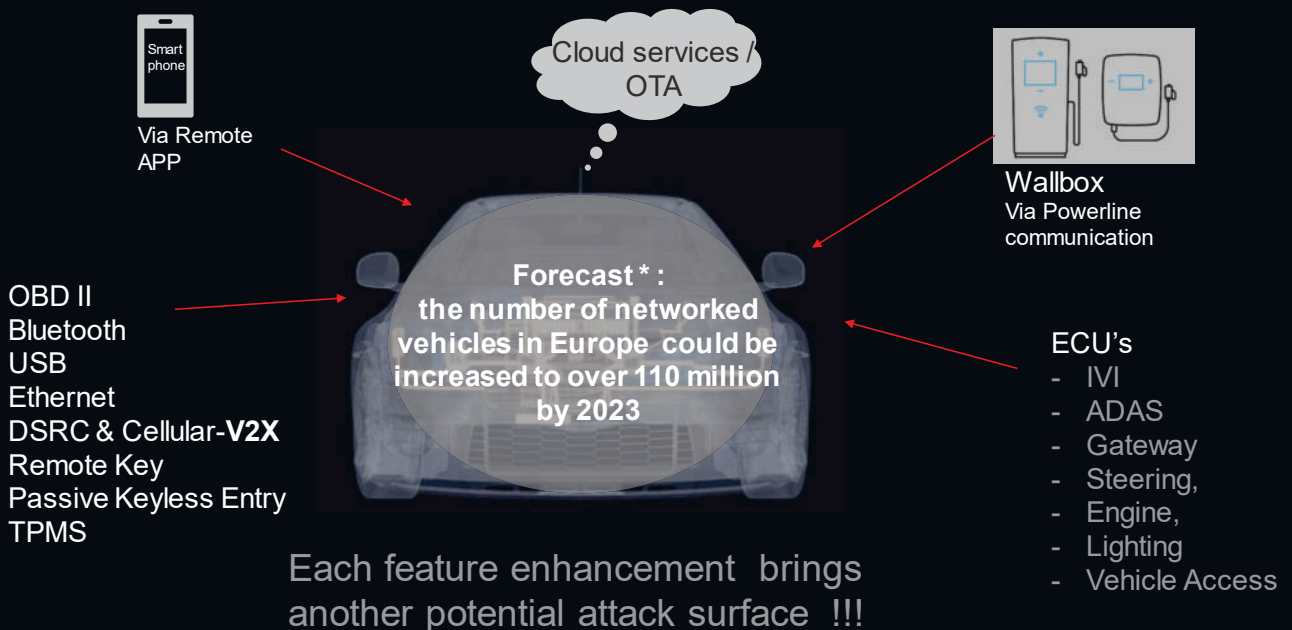 Smart
phone
Via Remote
APP
Cloud services /
OTA
Wallbox
Via Powerline
communication
OBD II
Bluetooth
USB
Ethernet
DSRC & Cellular-V2X
Remote Key
Passive Keyless Entry
TPMS
Forecast * :
the number of networked
vehicles in Europe could be
increased to over 110 million
by 2023
ECU’s
- IVI
- ADAS
- Gateway
- Steering,
- Engine,
- Lighting
- Vehicle Access
Each feature enhancement brings
another potential attack surface !!!